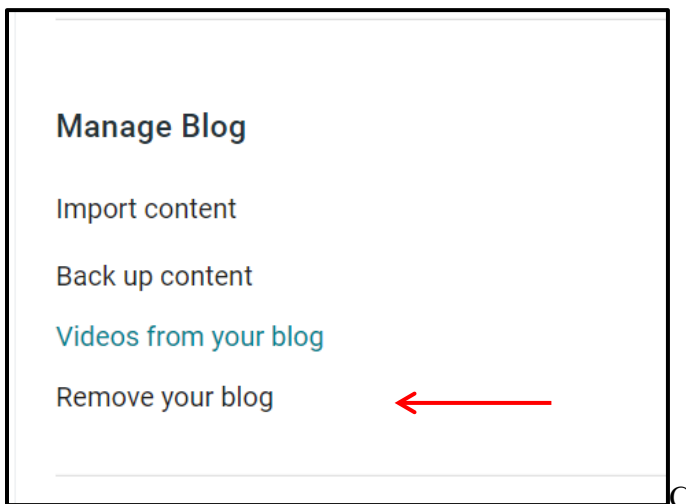 Manage Blog
Import content
Back up content
Videos from your blog
Remove your blog